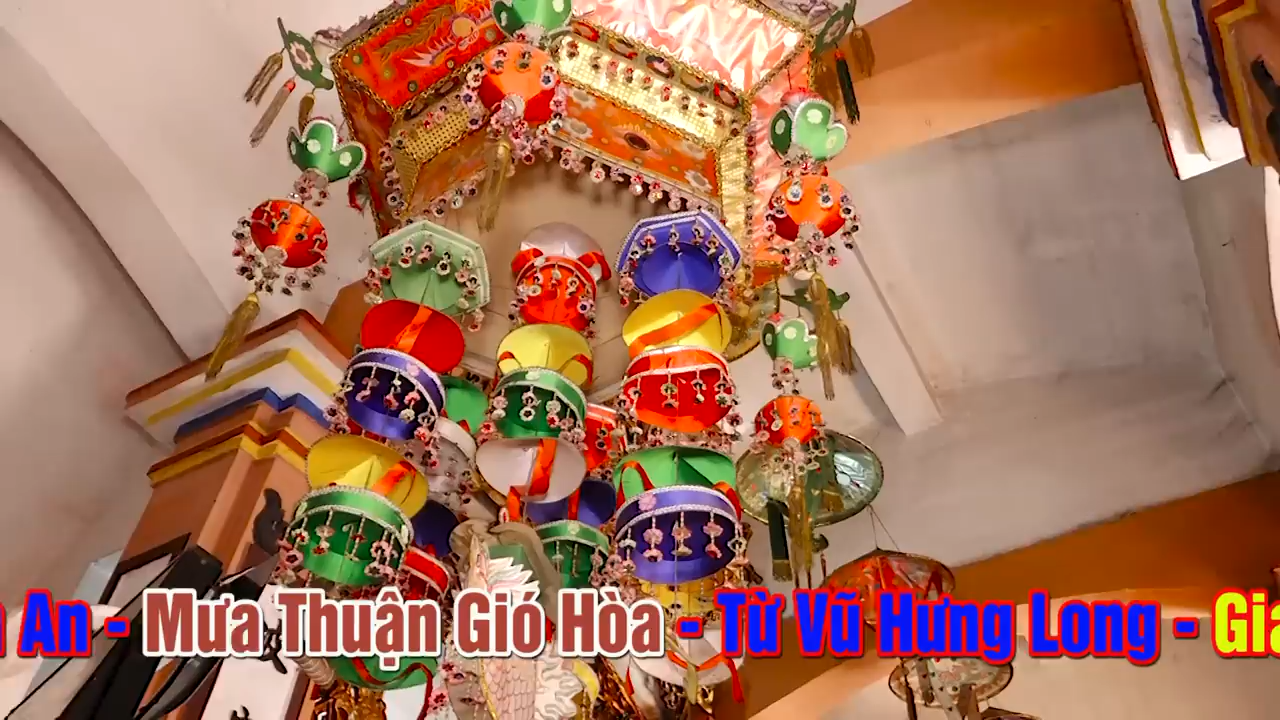 An - Mưa Thuận Gió Hòa - Từ Vũ Hưng Long -